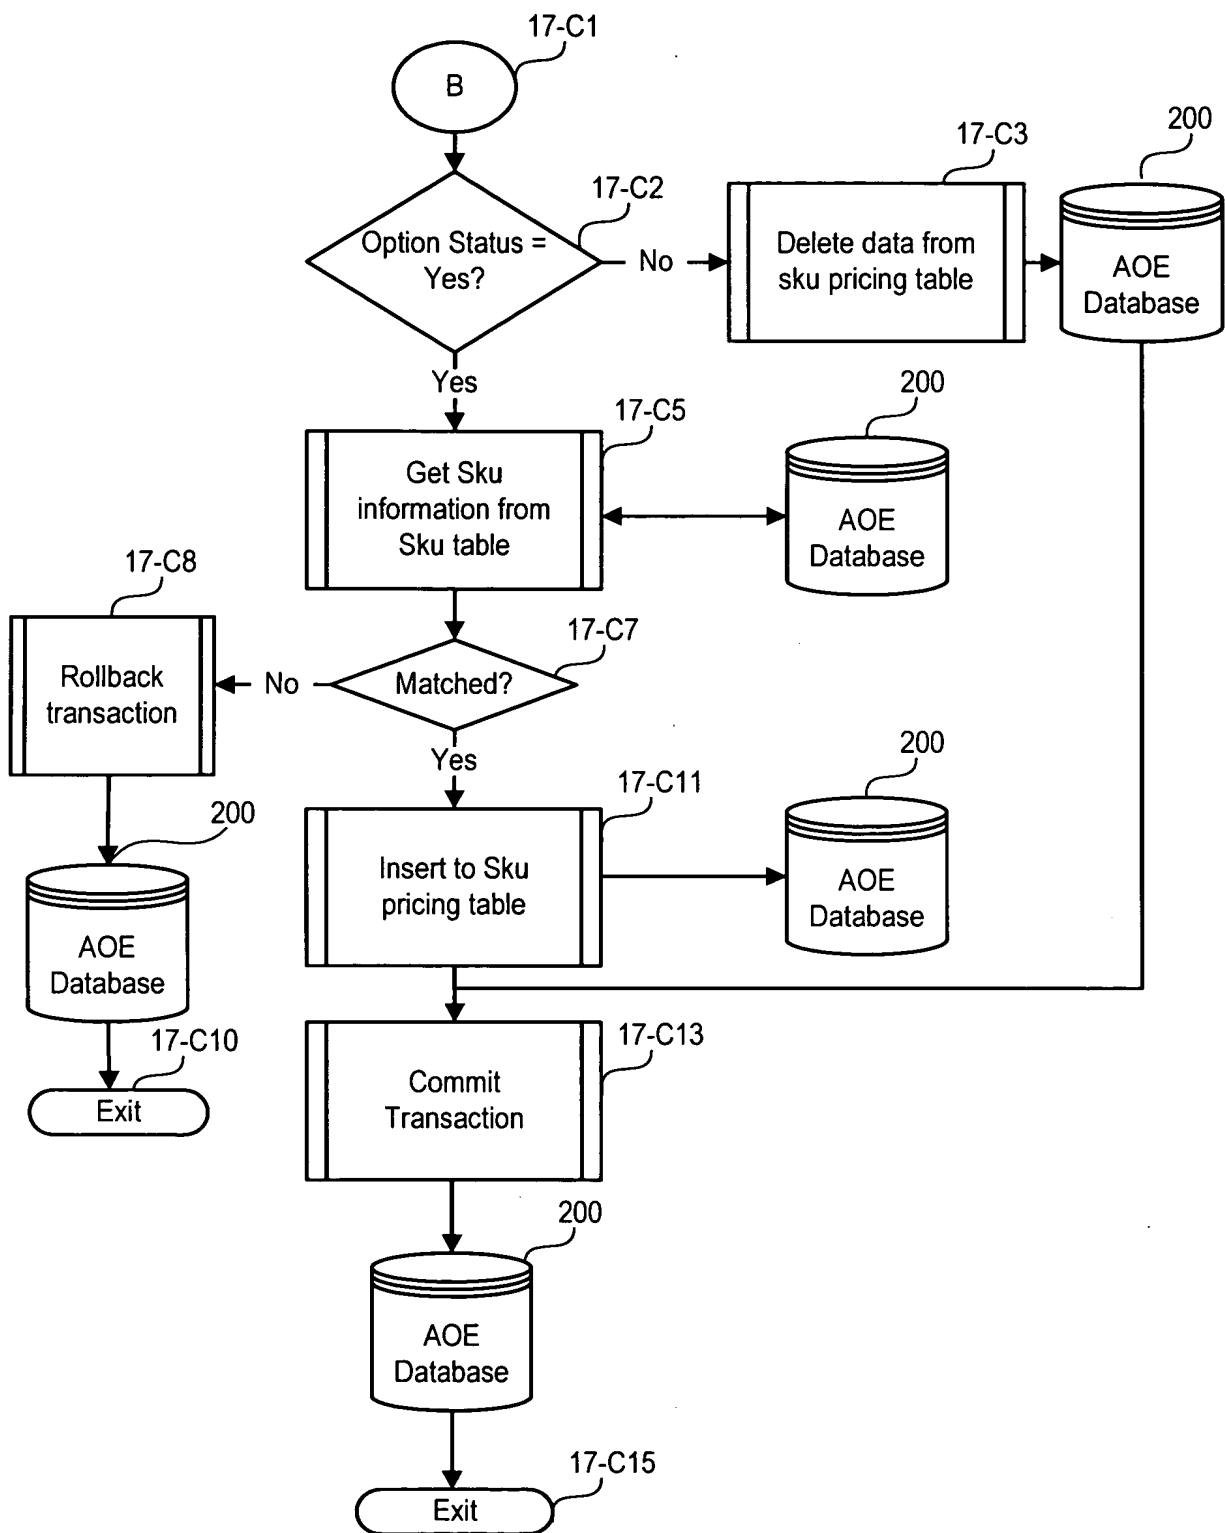 17-C1
B
17-C3
200
17-C2
Option Status =
Yes?
No
Delete data from
sku pricing table
AOE
Database
Yes
17-C5
200
Get Sku
information from
Sku table
AOE
Database
17-C8
17-C7
Rollback
transaction
No
Matched?
Yes
200
17-C11
200
Insert to Sku
pricing table
AOE
Database
AOE
Database
17-C10
17-C13
Exit
Commit
Transaction
200
AOE
Database
17-C15
Exit